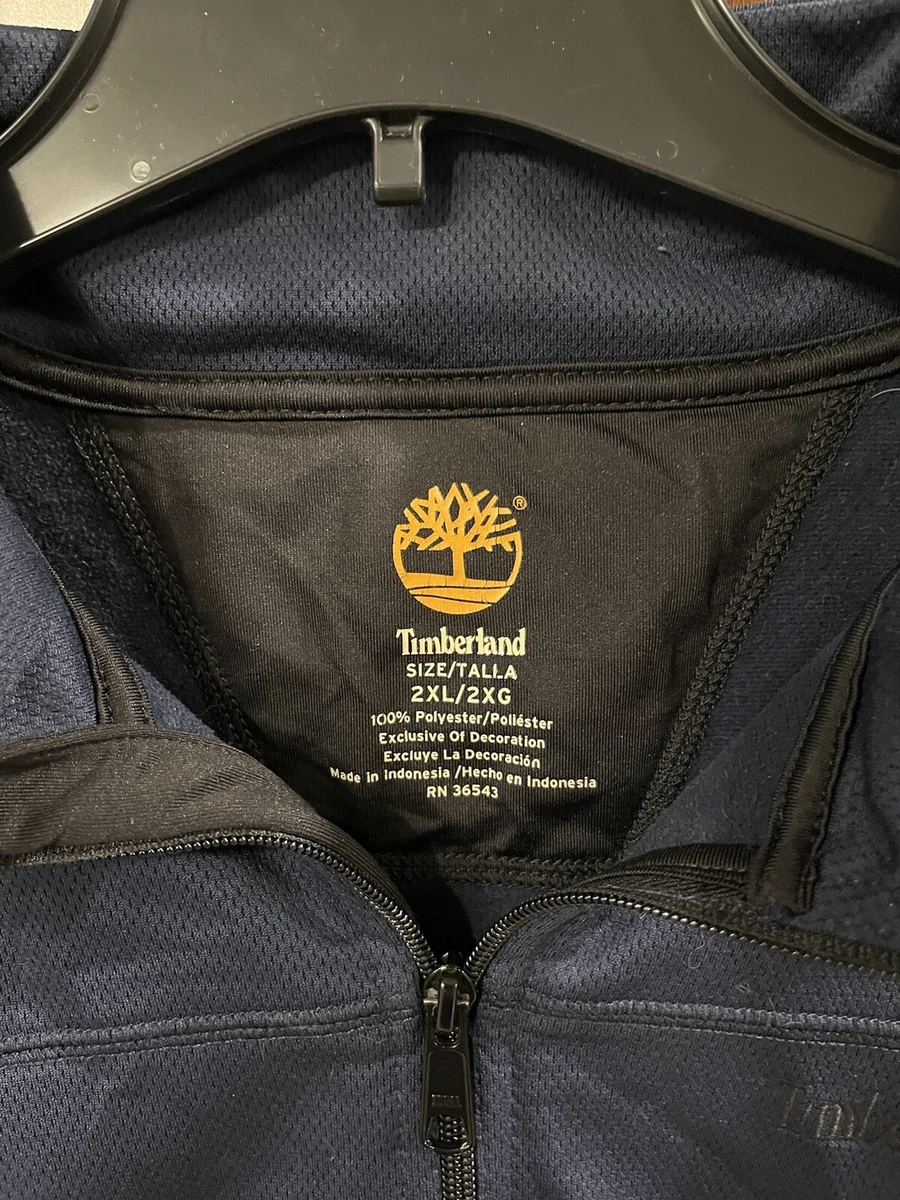 ®
Timberland
SIZE/TALLA
2XL/2XG
100% Polyester/Poliéster
Exclusive Of Decoration
Excluye La Decoración
Made in Indonesia /Hecho en Indonesia
RN 36543
Timbe